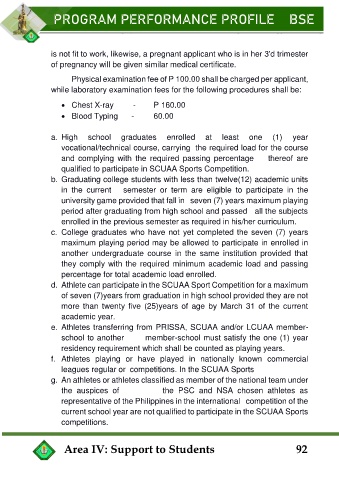 PROGRAM PERFORMANCE PROFILE BSE
is not fit to work, likewise, a pregnant applicant who is in her 3'd trimester
of pregnancy will be given similar medical certificate.
Physical examination fee of P 100.00 shall be charged per applicant,
while laboratory examination fees for the following procedures shall be:
• Chest X-ray - P 160.00
• Blood Typing - 60.00
a. High school graduates enrolled at least one (1) year
vocational/technical course, carrying the required load for the course
and complying with the required passing percentage thereof are
qualified to participate in SCUAA Sports Competition.
b. Graduating college students with less than twelve(12) academic units
in the current semester or term are eligible to participate in the
university game provided that fall in seven (7) years maximum playing
period after graduating from high school and passed all the subjects
enrolled in the previous semester as required in his/her curriculum.
c. College graduates who have not yet completed the seven (7) years
maximum playing period may be allowed to participate in enrolled in
another undergraduate course in the same institution provided that
they comply with the required minimum academic load and passing
percentage for total academic load enrolled.
d. Athlete can participate in the SCUAA Sport Competition for a maximum
of seven (7)years from graduation in high school provided they are not
more than twenty five (25)years of age by March 31 of the current
academic year.
e. Athletes transferring from PRISSA, SCUAA and/or LCUAA member-
school to another member-school must satisfy the one (1) year
residency requirement which shall be counted as playing years.
f. Athletes playing or have played in nationally known commercial
leagues regular or competitions. In the SCUAA Sports
g. An athletes or athletes classified as member of the national team under
the auspices of the PSC and NSA chosen athletes as
representative of the Philippines in the international competition of the
current school year are not qualified to participate in the SCUAA Sports
competitions.
Area IV: Support to Students 92